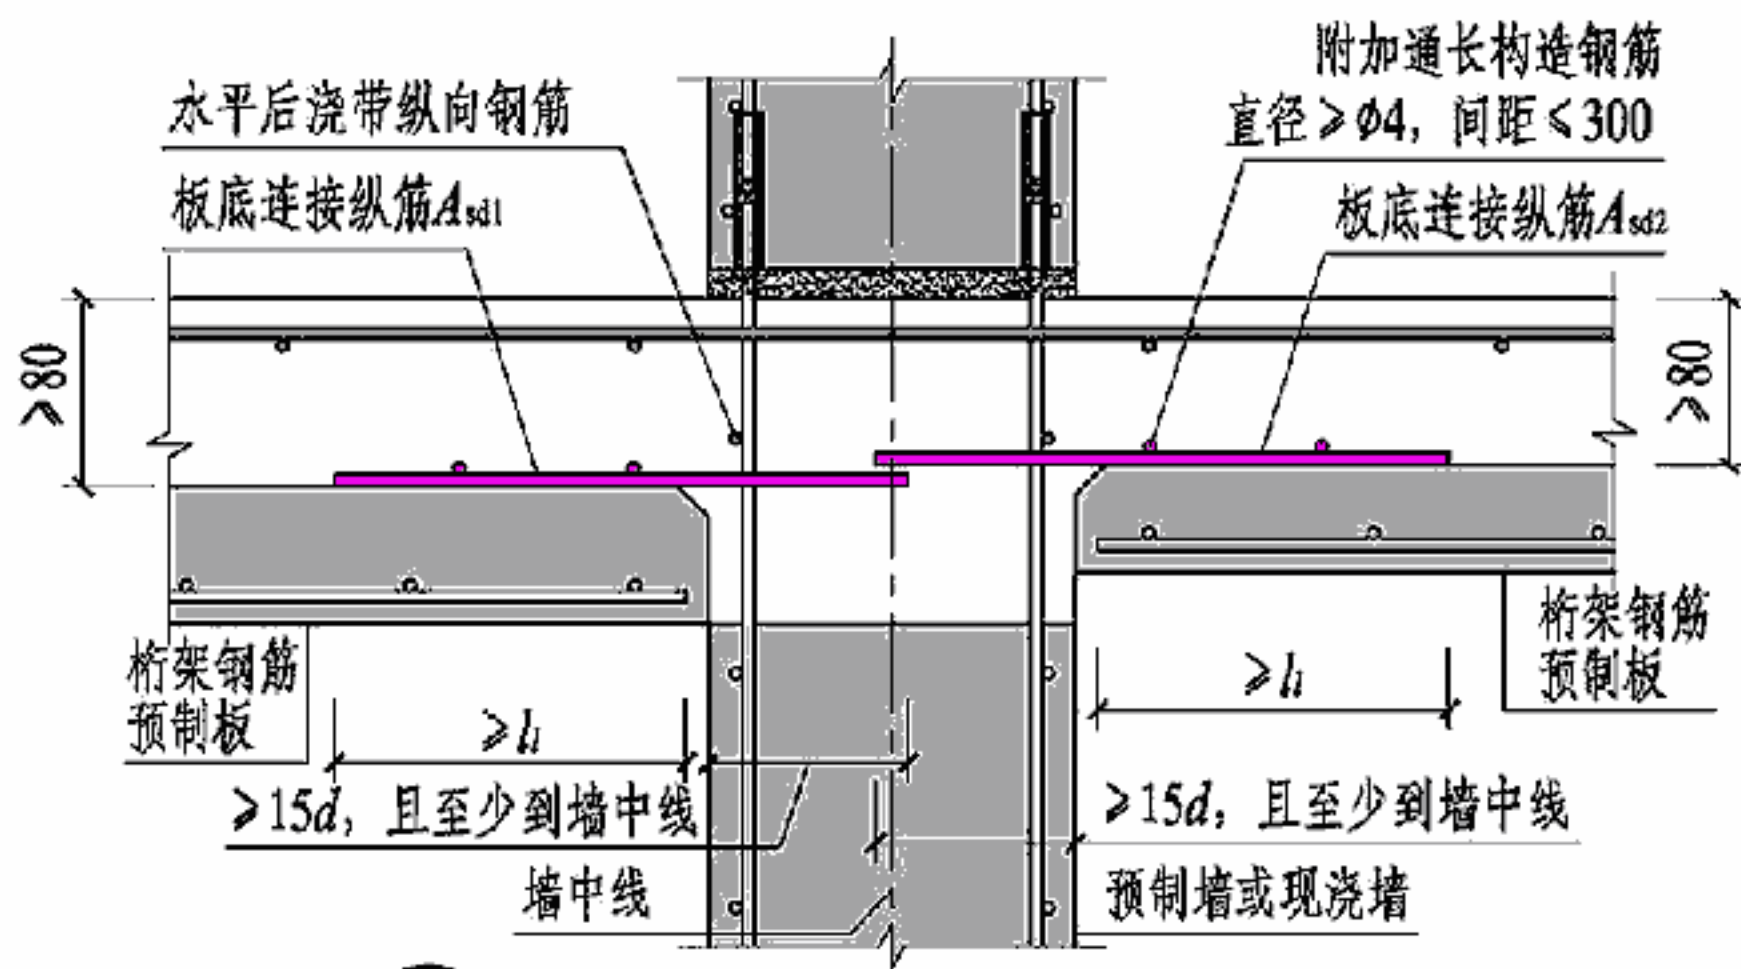 附加通长构造钢筋
直径≥ϕ4, 间距≤300
水平后浇带纵向钢筋
板底连接纵筋Asd1
板底连接纵筋Asd2
≥80
≥80
桁架钢筋
预制板
桁架钢筋
预制板
≥ll
≥ll
≥15d, 且至少到墙中线
≥15d, 且至少到墙中线
墙中线
预制墙或现浇墙